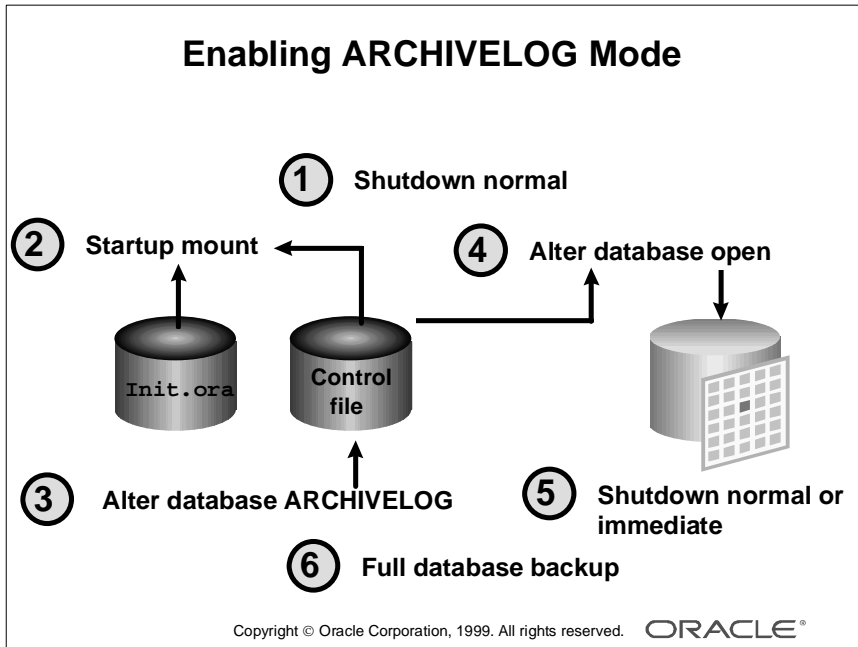 Enabling ARCHIVELOG Mode
1 Shutdown normal
2 Startup mount
4 Alter database open
Init.ora
Control
file
3 Alter database ARCHIVELOG
5 Shutdown normal or
immediate
6 Full database backup
Copyright © Oracle Corporation, 1999. All rights reserved. ORACLE®